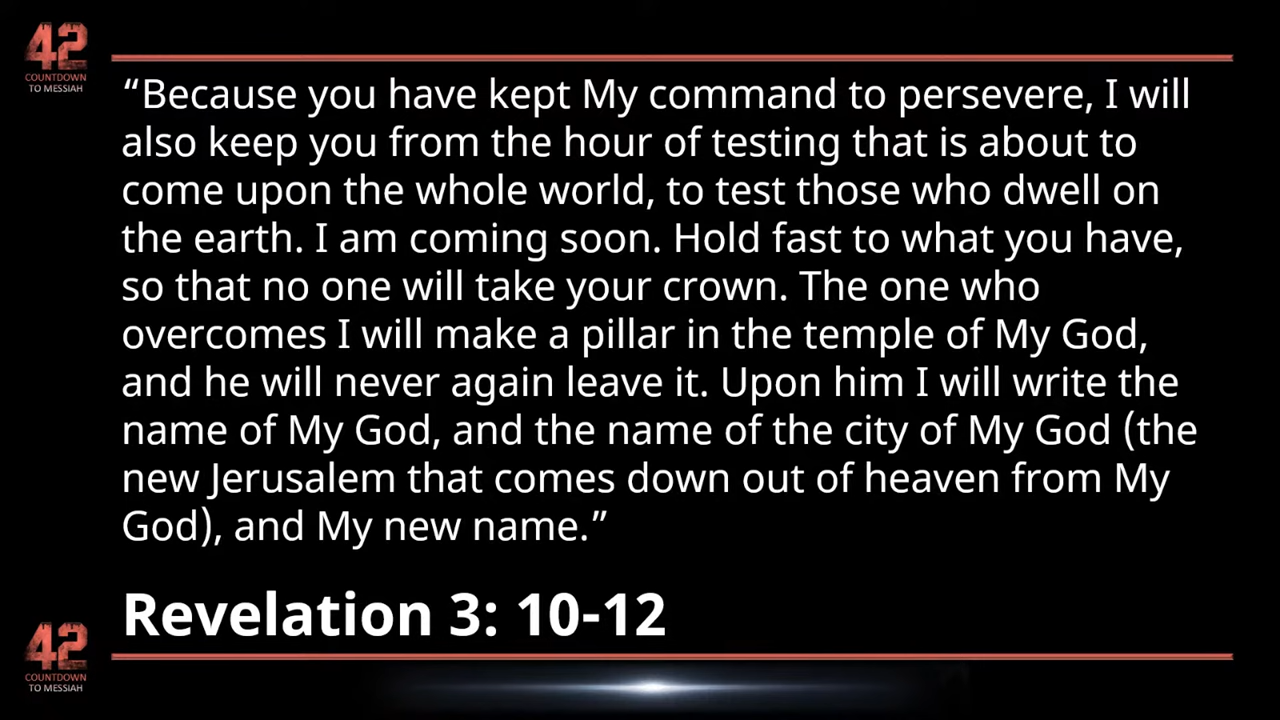 42
COUNTDOWN
TO MESSIAH
“Because you have kept My command to persevere, I will
also keep you from the hour of testing that is about to
come upon the whole world, to test those who dwell on
the earth. I am coming soon. Hold fast to what you have,
so that no one will take your crown. The one who
overcomes I will make a pillar in the temple of My God,
and he will never again leave it. Upon him I will write the
name of My God, and the name of the city of My God (the
new Jerusalem that comes down out of heaven from My
God), and My new name.”
Revelation 3: 10-12
42
COUNTDOWN
TO MESSIAH